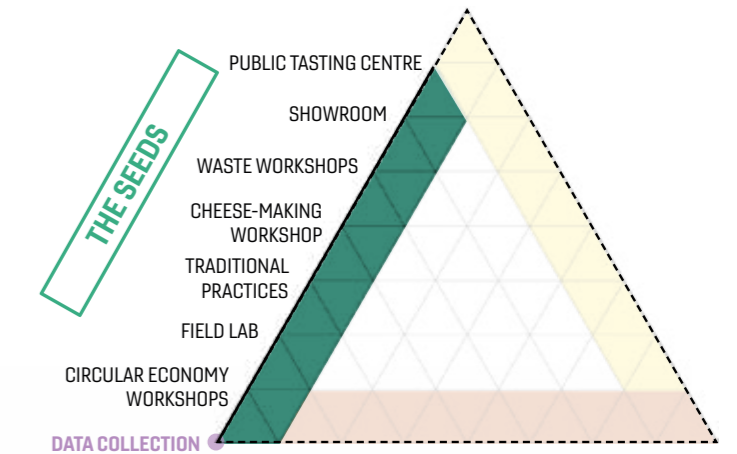 PUBLIC TASTING CENTRE
SHOWROOM
THE SEEDS
WASTE WORKSHOPS
CHEESE-MAKING
WORKSHOP
TRADITIONAL
PRACTICES
FIELD LAB
CIRCULAR ECONOMY
WORKSHOPS
DATA COLLECTION